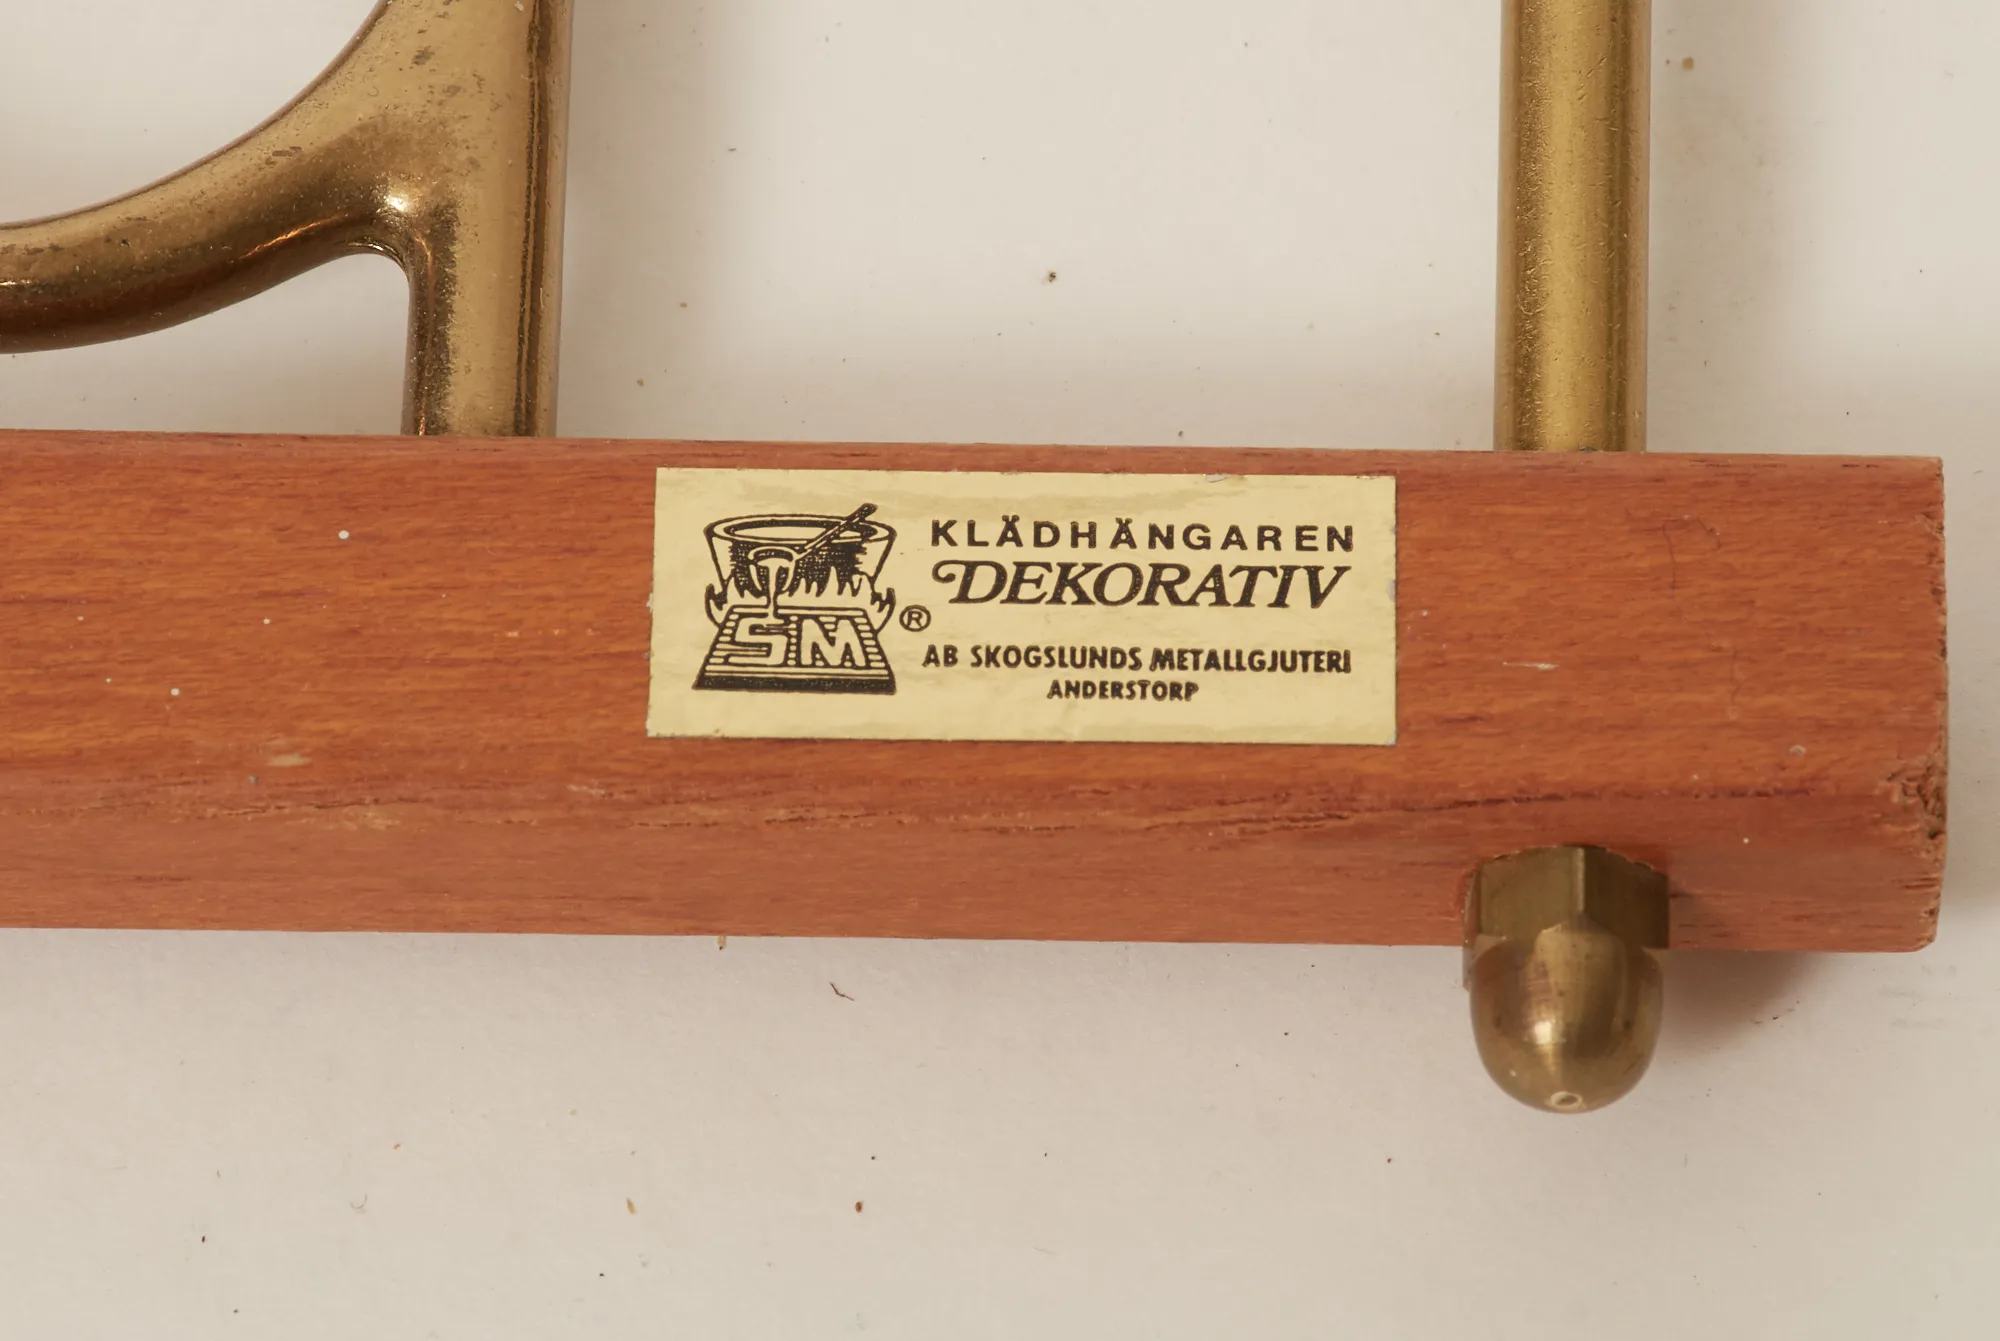 KLÄDHÄNGAREN
DEKORATIV
SM ®
AB SKOGSLUNDS METALLGJUTERI
ANDERSTORP